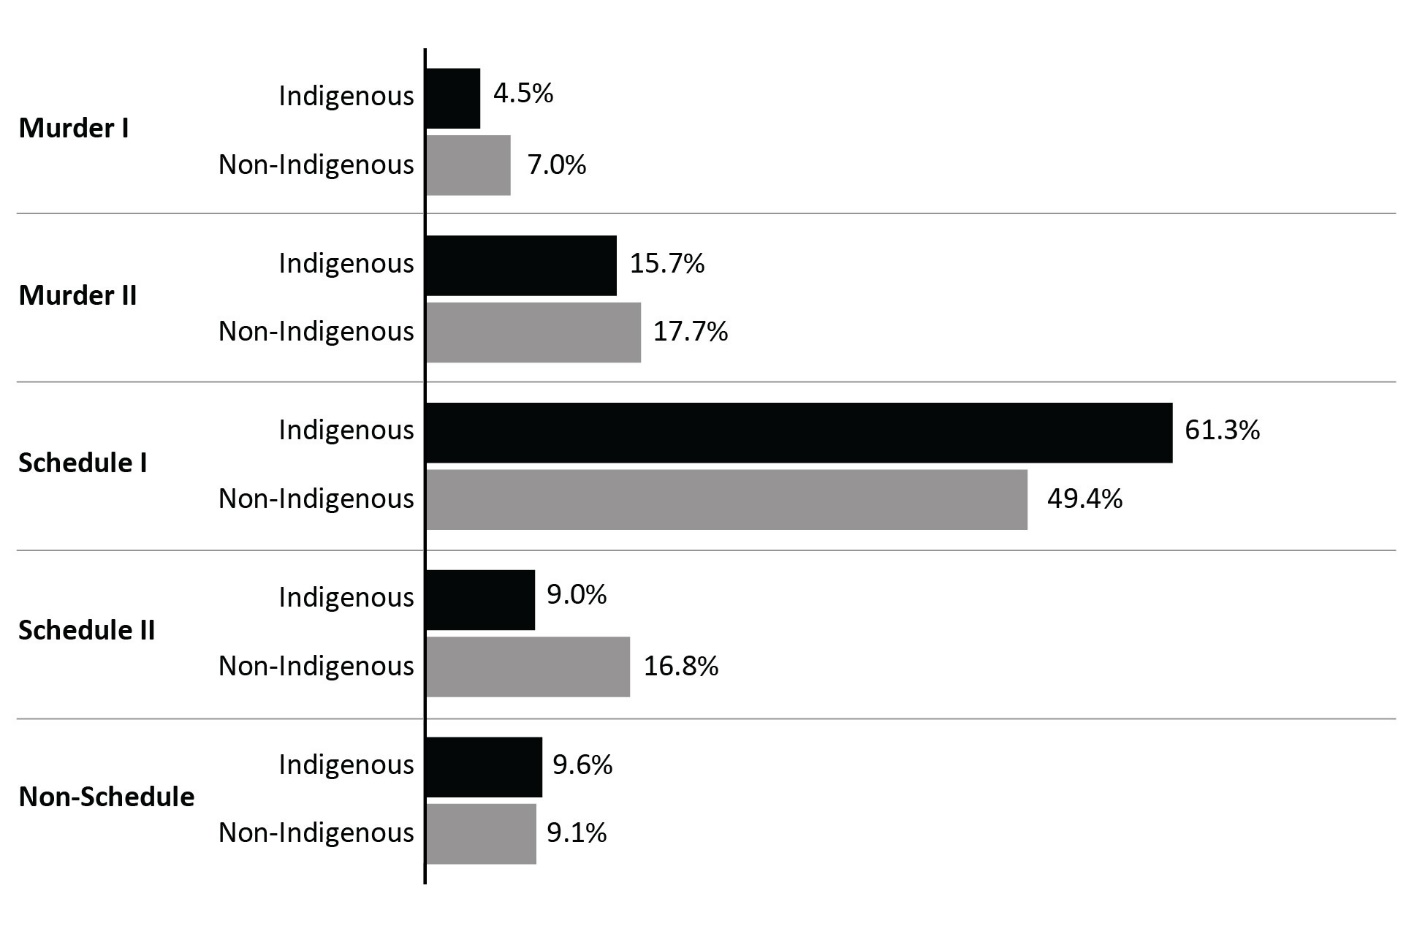 Murder I
Indigenous 4.5%
Non-Indigenous 7.0%
Murder II
Indigenous 15.7%
Non-Indigenous 17.7%
Schedule I
Indigenous 61.3%
Non-Indigenous 49.4%
Schedule II
Indigenous 9.0%
Non-Indigenous 16.8%
Non-Schedule
Indigenous 9.6%
Non-Indigenous 9.1%